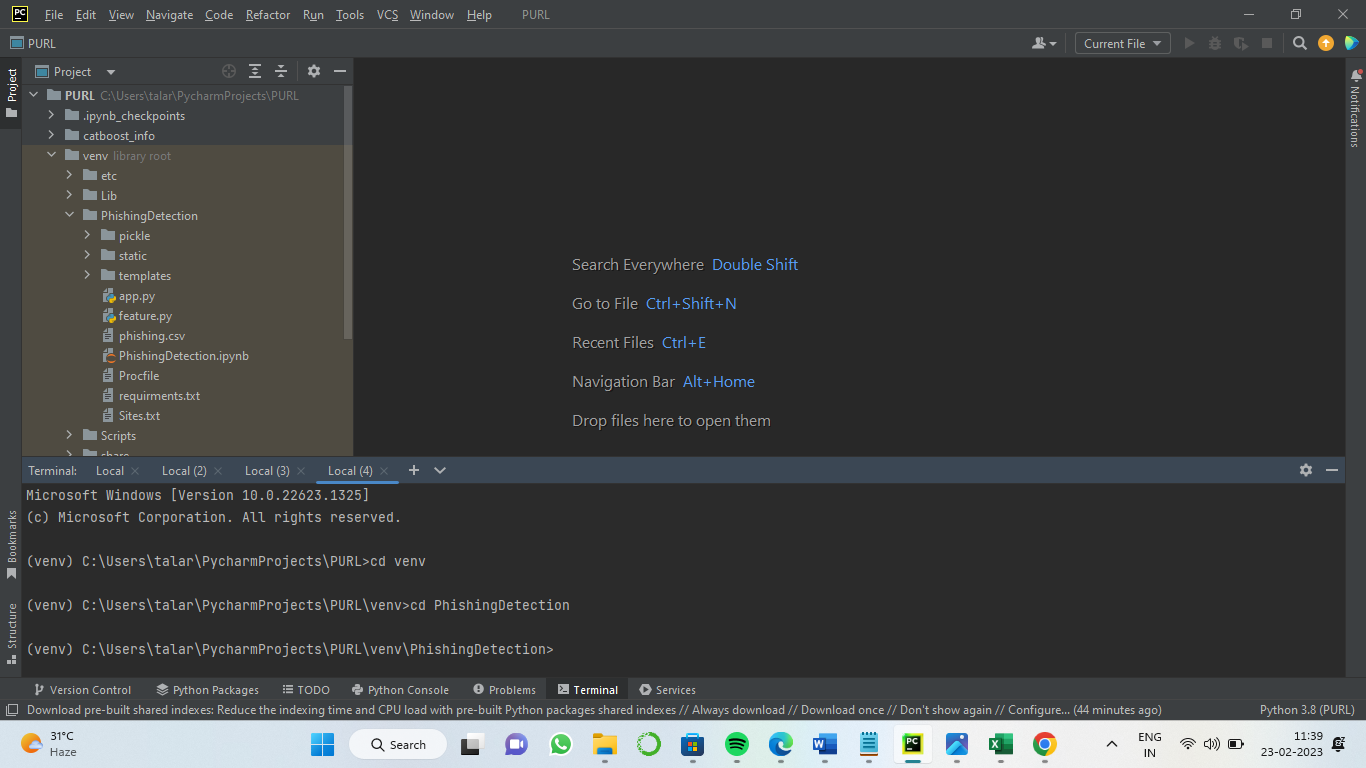 PC File Edit View Navigate Code Refactor Run Tools VCS Window Help PURL
PURL Current File
Project
Project
PURL C:\Users\talar\PycharmProjects\PURL
.ipynb_checkpoints
catboost_info
venv library root
etc
Lib
PhishingDetection
pickle
static
templates
app.py
feature.py
phishing.csv
PhishingDetection.ipynb
Procfile
requirments.txt
Sites.txt
Scripts
share
Search Everywhere Double Shift
Go to File Ctrl+Shift+N
Recent Files Ctrl+E
Navigation Bar Alt+Home
Drop files here to open them
Notifications
Terminal: Local Local (2) Local (3) Local (4)
Microsoft Windows [Version 10.0.22623.1325]
(c) Microsoft Corporation. All rights reserved.
(venv) C:\Users\talar\PycharmProjects\PURL>cd venv
(venv) C:\Users\talar\PycharmProjects\PURL\venv>cd PhishingDetection
(venv) C:\Users\talar\PycharmProjects\PURL\venv\PhishingDetection>
Bookmarks
Structure
Version Control Python Packages TODO Python Console Problems Terminal Services
Download pre-built shared indexes: Reduce the indexing time and CPU load with pre-built Python packages shared indexes // Always download // Download once // Don't show again // Configure... (44 minutes ago) Python 3.8 (PURL)
31°C
Haze
Search
PC
ENG
IN
11:39
23-02-2023